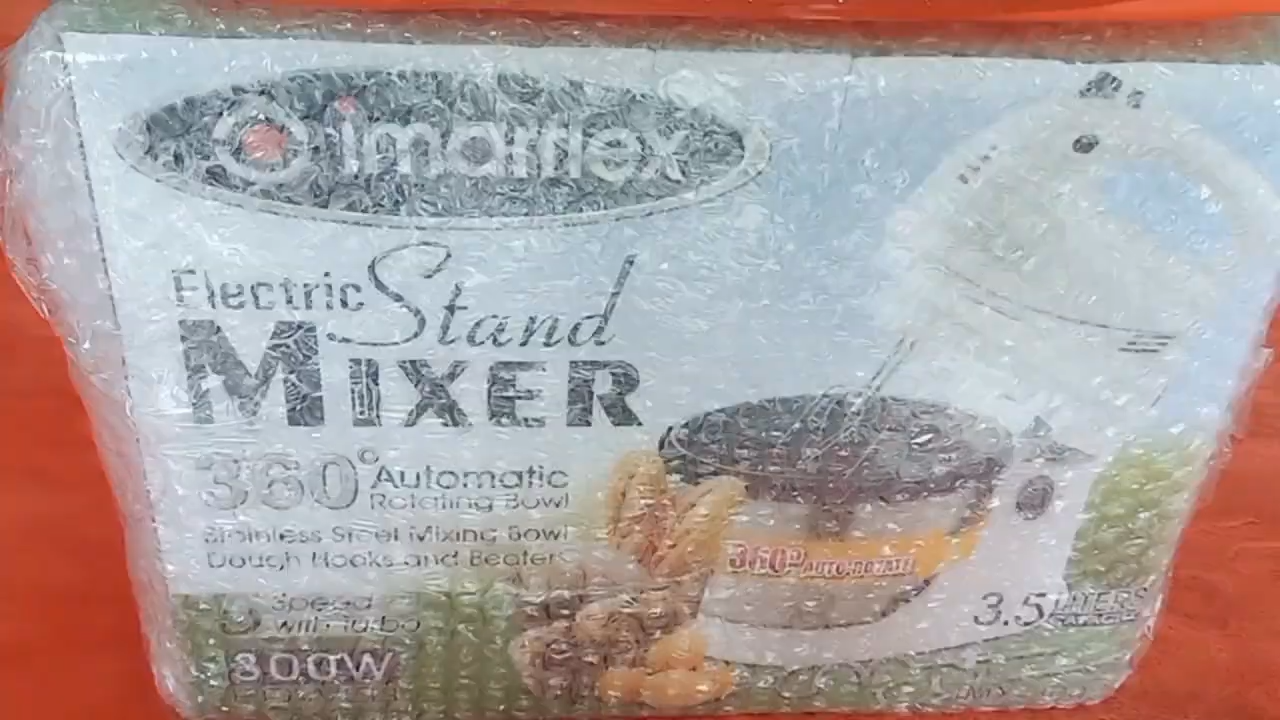 imarflex
Electric Stand
MIXER
360° Automatic
Rotating Bowl
Stainless Steel Mixing Bowl
Dough Hooks and Beaters
Speed
with Turbo
300W
360° AUTO-ROTATE
3.5 LITERS